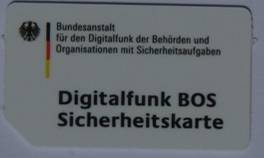 Bundesanstalt
für den Digitalfunk der Behörden und
Organisationen mit Sicherheitsaufgaben
Digitalfunk BOS
Sicherheitskarte